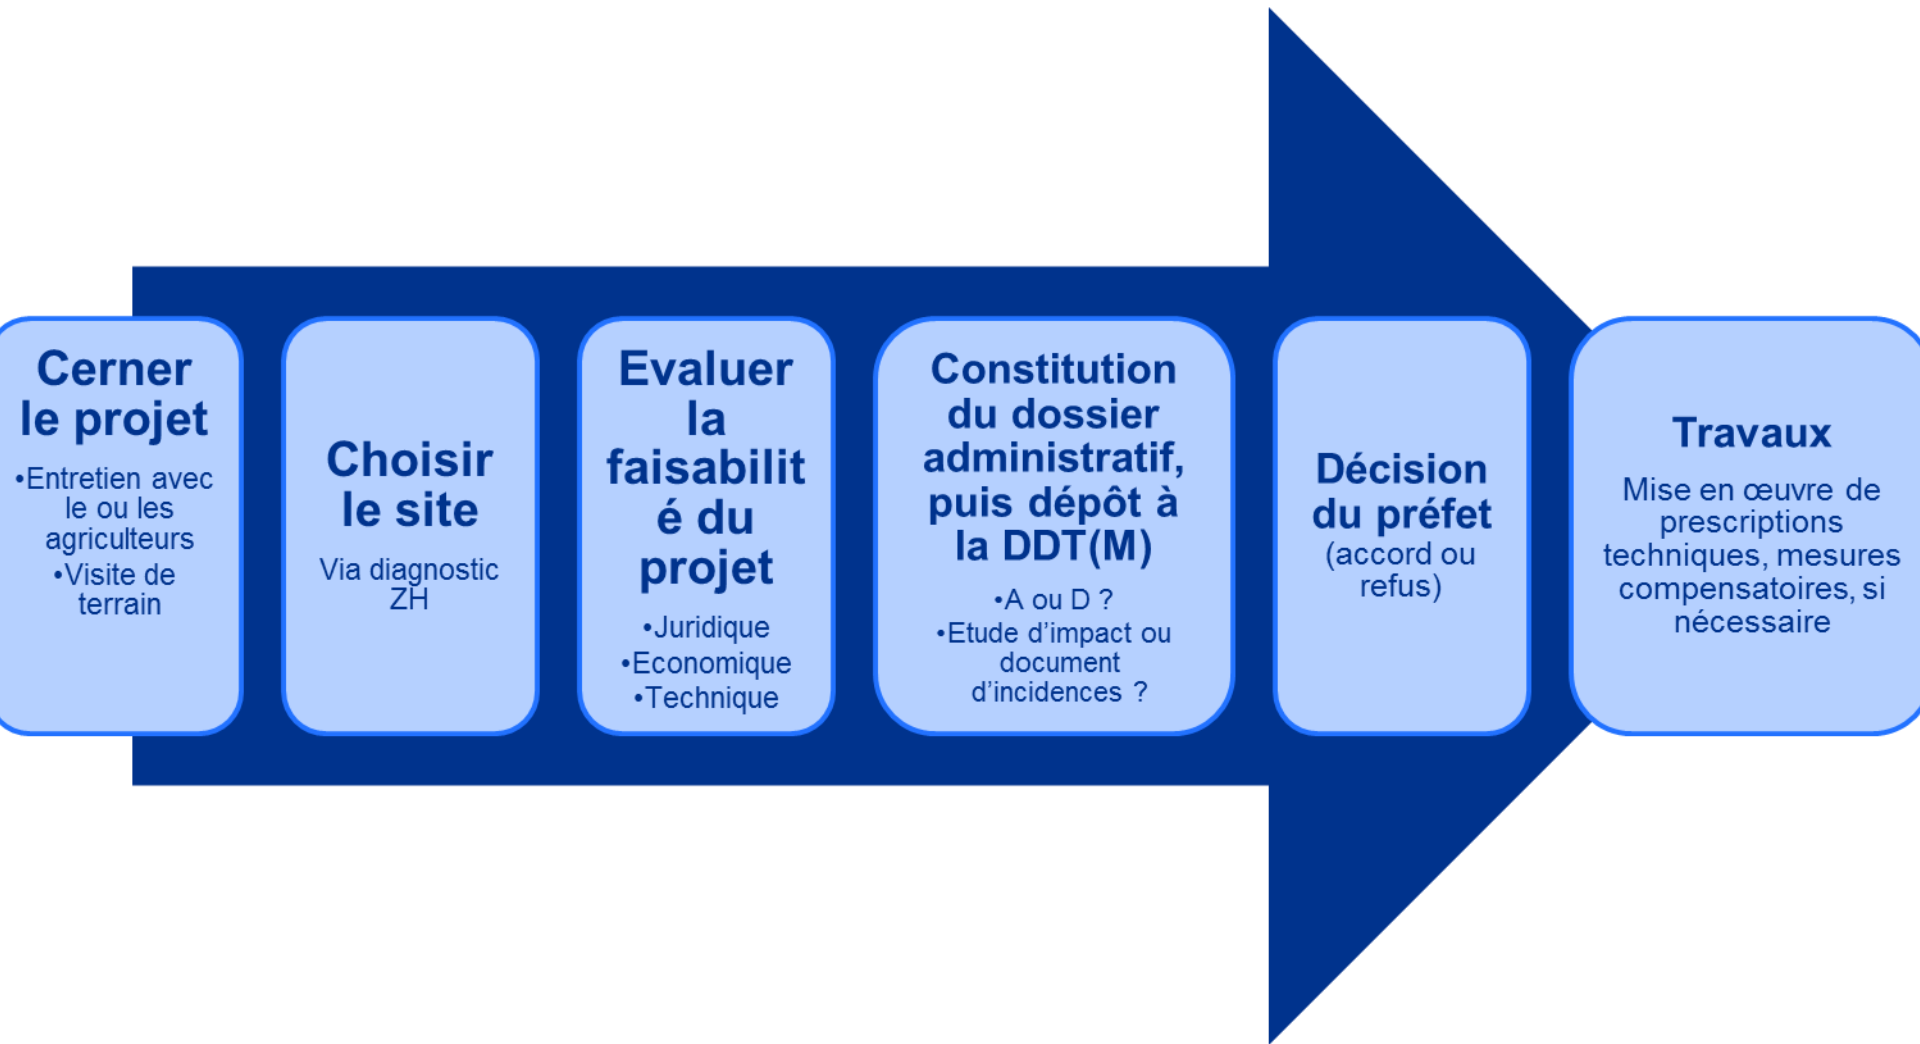 Cerner
le projet
•Entretien avec
le ou les
agriculteurs
•Visite de
terrain
Choisir
le site
Via diagnostic
ZH
Evaluer
la
faisabilit
é du
projet
•Juridique
•Economique
•Technique
Constitution
du dossier
administratif,
puis dépôt à
la DDT(M)
•A ou D ?
•Etude d’impact ou
document
d’incidences ?
Décision
du préfet
(accord ou
refus)
Travaux
Mise en œuvre de
prescriptions
techniques, mesures
compensatoires, si
nécessaire